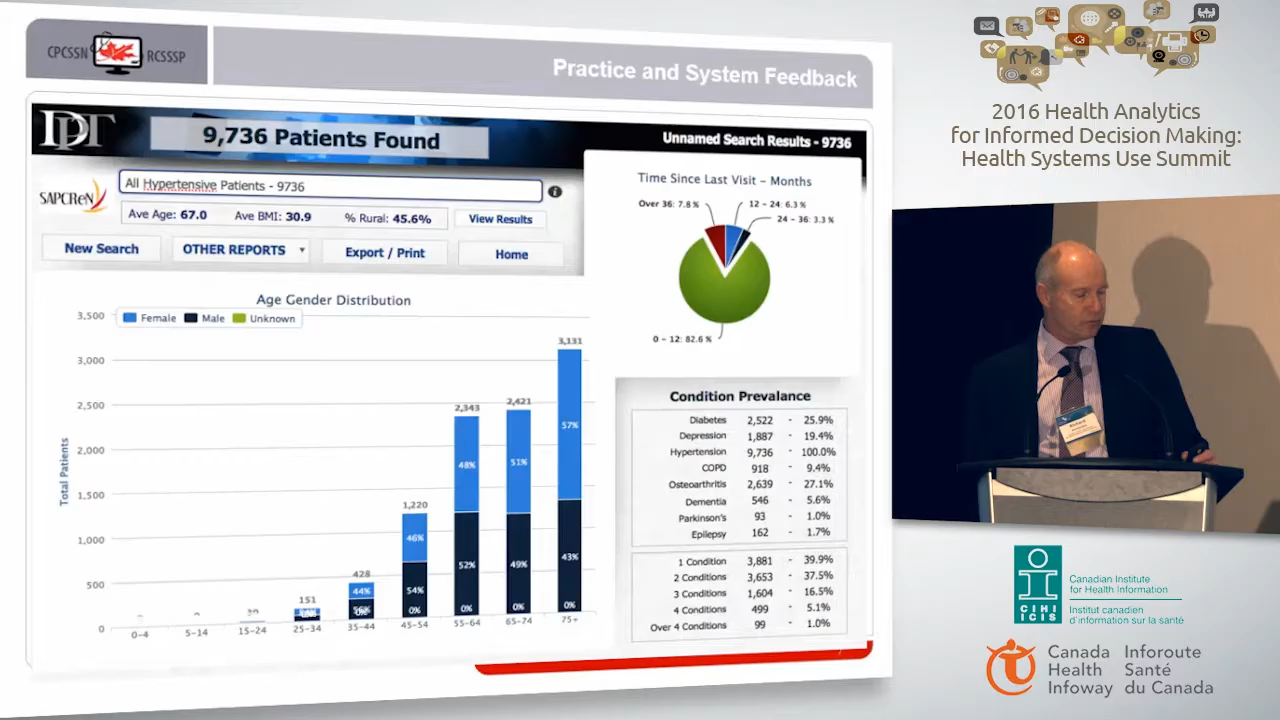 CPCSSN RCSSSP
Practice and System Feedback
DPT
9,736 Patients Found
Unnamed Search Results - 9736
All Hypertensive Patients - 9736
SAPCReN
Ave Age: 67.0 Ave BMI: 30.9 % Rural: 45.6% View Results
New Search OTHER REPORTS Export / Print Home
Time Since Last Visit - Months
Over 36: 7.8 % 12 - 24: 6.3 %
24 - 36: 3.3 %
0 - 12: 82.6 %
Age Gender Distribution
Female Male Unknown
Total Patients
3,500
3,000
2,500
2,000
1,500
1,000
500
0
151
428
44%
1,220
46%
54%
0%
2,343
48%
52%
0%
2,421
51%
49%
0%
3,131
57%
43%
0%
0-4 5-14 15-24 25-34 35-44 45-54 55-64 65-74 75+
Condition Prevalance
Diabetes 2,522 - 25.9%
Depression 1,887 - 19.4%
Hypertension 9,736 - 100.0%
COPD 918 - 9.4%
Osteoarthritis 2,639 - 27.1%
Dementia 546 - 5.6%
Parkinson's 93 - 1.0%
Epilepsy 162 - 1.7%
1 Condition 3,881 - 39.9%
2 Conditions 3,653 - 37.5%
3 Conditions 1,604 - 16.5%
4 Conditions 499 - 5.1%
Over 4 Conditions 99 - 1.0%
2016 Health Analytics
for Informed Decision Making:
Health Systems Use Summit
Richard
CIHI
ICIS
Canadian Institute
for Health Information
Institut canadien
d'information sur la santé
Canada Health Infoway
Inforoute Santé du Canada